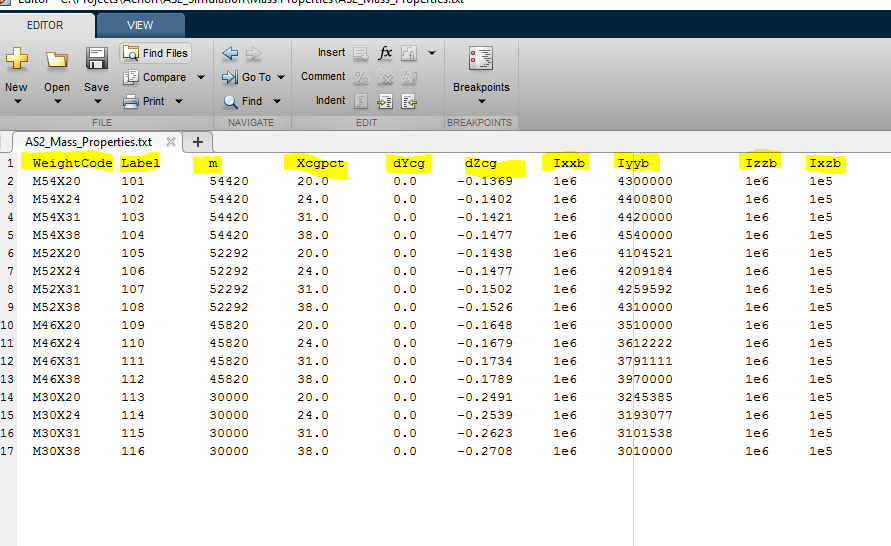 Editor - C:\Projects\Aerion\AS2_Simulation\Mass Properties\AS2_Mass_Properties.txt
EDITOR VIEW
New Open Save Find Files Compare Print Go To Find Insert fx Comment Indent Breakpoints
FILE NAVIGATE EDIT BREAKPOINTS
AS2_Mass_Properties.txt
1 WeightCode Label m Xcgpct dYcg dZcg Ixxb Iyyb Izzb Ixzb
2 M54X20 101 54420 20.0 0.0 -0.1369 1e6 4300000 1e6 1e5
3 M54X24 102 54420 24.0 0.0 -0.1402 1e6 4400800 1e6 1e5
4 M54X31 103 54420 31.0 0.0 -0.1421 1e6 4420000 1e6 1e5
5 M54X38 104 54420 38.0 0.0 -0.1477 1e6 4540000 1e6 1e5
6 M52X20 105 52292 20.0 0.0 -0.1438 1e6 4104521 1e6 1e5
7 M52X24 106 52292 24.0 0.0 -0.1477 1e6 4209184 1e6 1e5
8 M52X31 107 52292 31.0 0.0 -0.1502 1e6 4259592 1e6 1e5
9 M52X38 108 52292 38.0 0.0 -0.1526 1e6 4310000 1e6 1e5
10 M46X20 109 45820 20.0 0.0 -0.1648 1e6 3510000 1e6 1e5
11 M46X24 110 45820 24.0 0.0 -0.1679 1e6 3612222 1e6 1e5
12 M46X31 111 45820 31.0 0.0 -0.1734 1e6 3791111 1e6 1e5
13 M46X38 112 45820 38.0 0.0 -0.1789 1e6 3970000 1e6 1e5
14 M30X20 113 30000 20.0 0.0 -0.2491 1e6 3245385 1e6 1e5
15 M30X24 114 30000 24.0 0.0 -0.2539 1e6 3193077 1e6 1e5
16 M30X31 115 30000 31.0 0.0 -0.2623 1e6 3101538 1e6 1e5
17 M30X38 116 30000 38.0 0.0 -0.2708 1e6 3010000 1e6 1e5